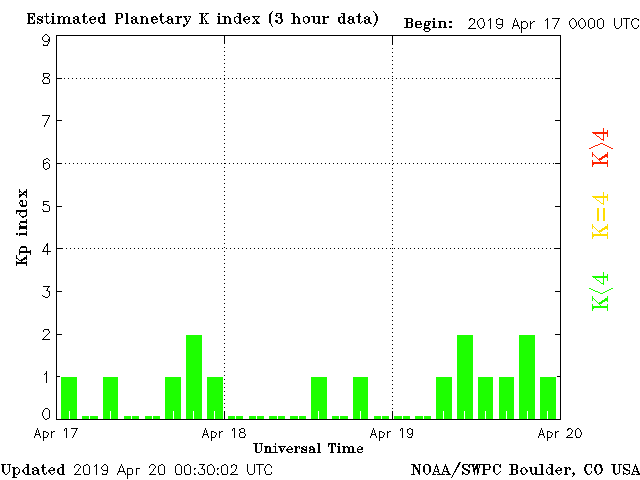 Estimated Planetary K index (3 hour data) Begin: 2019 Apr 17 0000 UTC
9
8
7
6
5
4
3
2
1
0
Kp index
K>4
K=4
K<4
Apr 17 Apr 18 Apr 19 Apr 20
Universal Time
Updated 2019 Apr 20 00:30:02 UTC NOAA/SWPC Boulder, CO USA